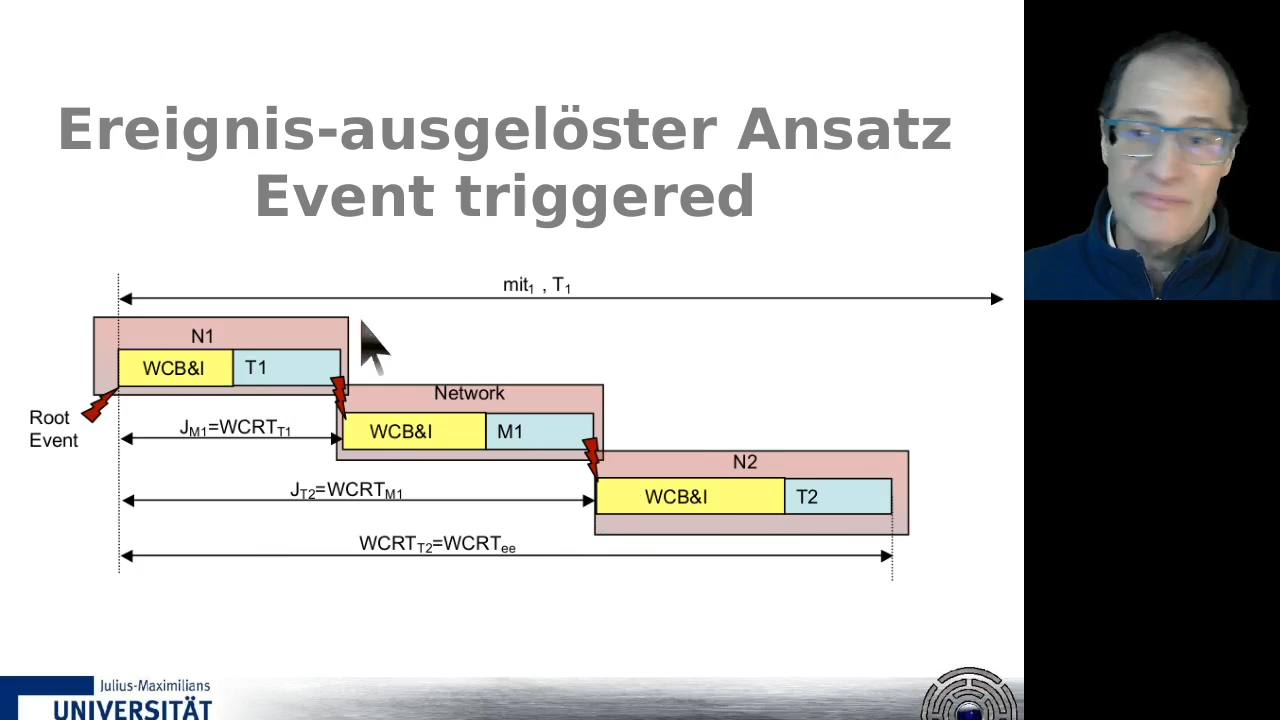 Ereignis-ausgelöster Ansatz
Event triggered
mit1 , T1
N1
WCB&I T1
Root
Event
Network
JM1=WCRTT1
WCB&I M1
N2
JT2=WCRTM1
WCB&I T2
WCRTT2=WCRTee
Julius-Maximilians
UNIVERSITÄT